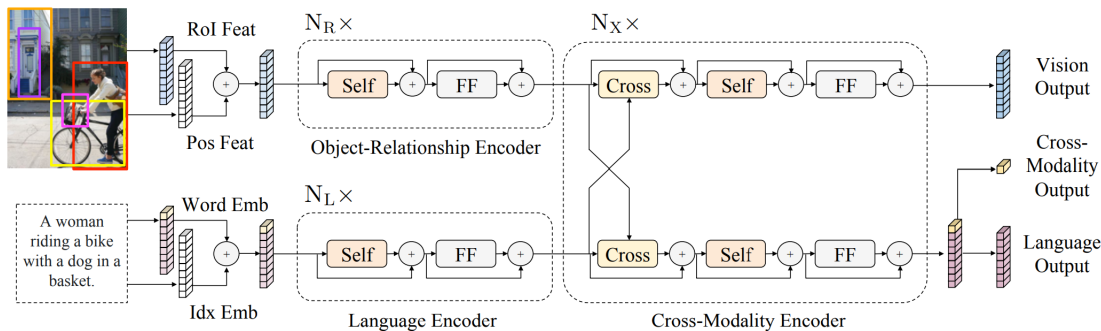 RoI Feat
Pos Feat
N_R ×
Self
+
FF
+
Object-Relationship Encoder
N_X ×
Cross
+
Self
+
FF
+
Vision
Output
Cross-
Modality
Output
A woman
riding a bike
with a dog in a
basket.
Word Emb
+
Idx Emb
N_L ×
Self
+
FF
+
Language Encoder
Cross
+
Self
+
FF
+
Cross-Modality Encoder
Language
Output